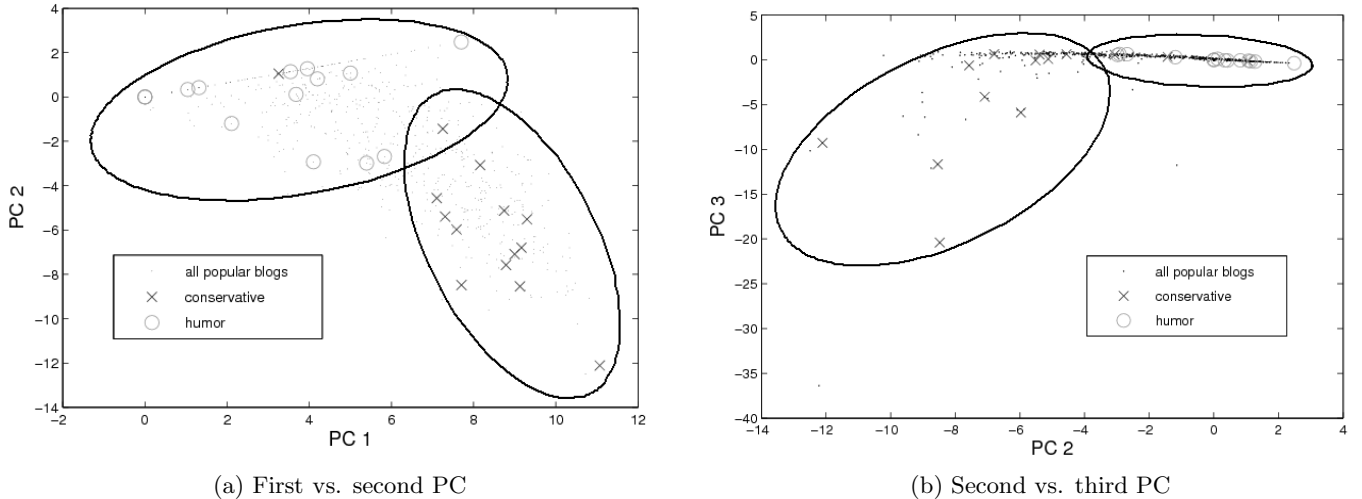 4
2
0
−2
−4
−6
−8
−10
−12
−14
PC 2
all popular blogs
conservative
humor
−2 0 2 4 6 8 10 12
PC 1
(a) First vs. second PC
5
0
−5
−10
−15
−20
−25
−30
−35
−40
PC 3
all popular blogs
conservative
humor
−14 −12 −10 −8 −6 −4 −2 0 2 4
PC 2
(b) Second vs. third PC